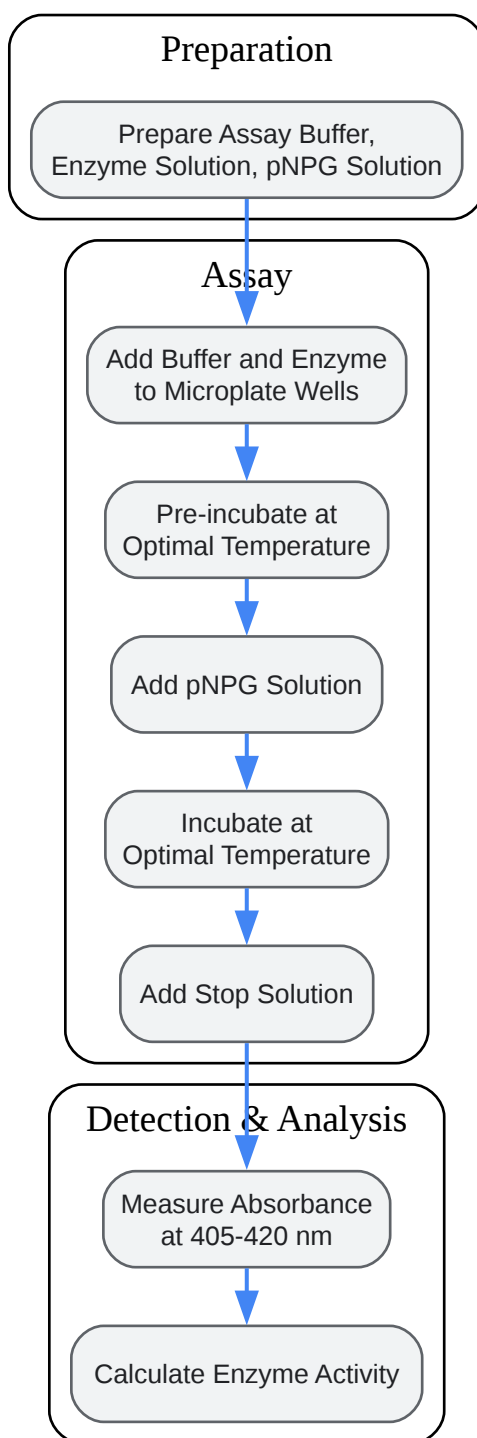 Preparation
Prepare Assay Buffer,
Enzyme Solution, pNPG Solution
Assay
Add Buffer and Enzyme
to Microplate Wells
Pre-incubate at
Optimal Temperature
Add pNPG Solution
Incubate at
Optimal Temperature
Add Stop Solution
Detection & Analysis
Measure Absorbance
at 405-420 nm
Calculate Enzyme Activity